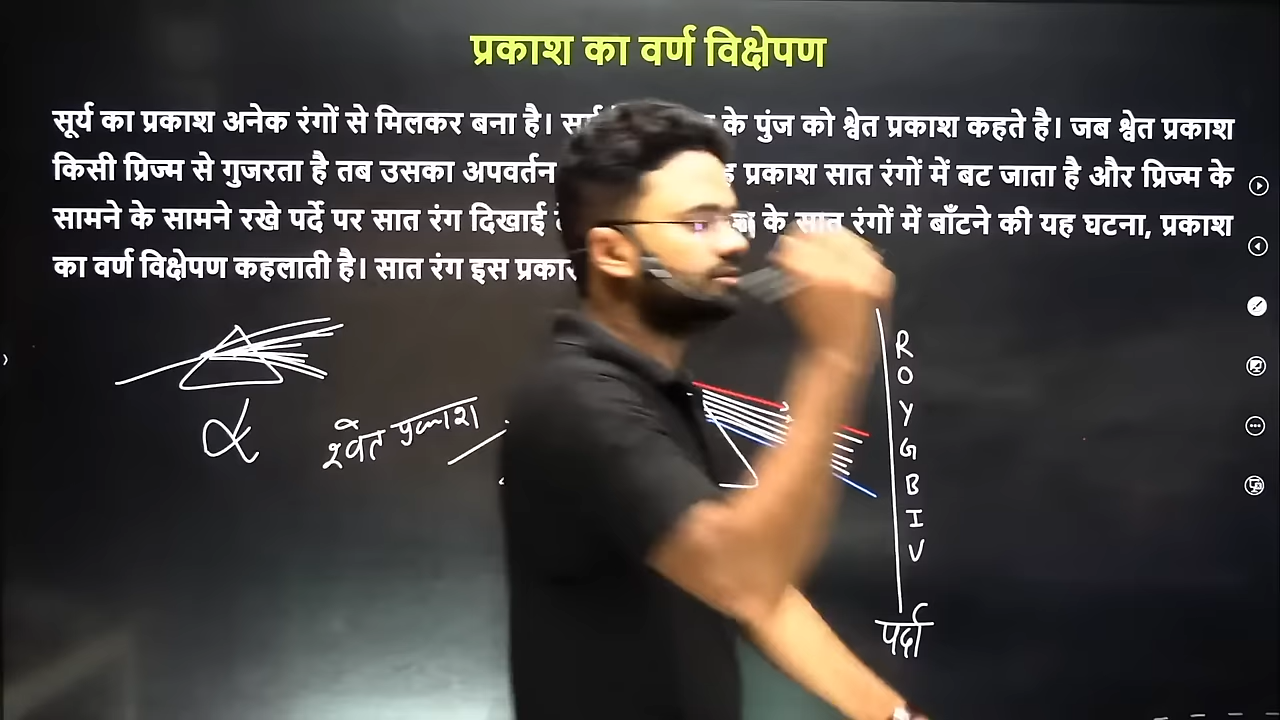 प्रकाश का वर्ण विक्षेपण
सूर्य का प्रकाश अनेक रंगों से मिलकर बना है। के पुंज को श्वेत प्रकाश कहते है। जब श्वेत प्रकाश
किसी प्रिज्म से गुजरता है तब उसका अपवर्तन प्रकाश सात रंगों में बट जाता है और प्रिज्म के
सामने के सामने रखे पर्दे पर सात रंग दिखाई के सात रंगों में बाँटने की यह घटना, प्रकाश
का वर्ण विक्षेपण कहलाती है। सात रंग इस
श्वेत प्रकाश
R
O
Y
G
B
I
V
पर्दा